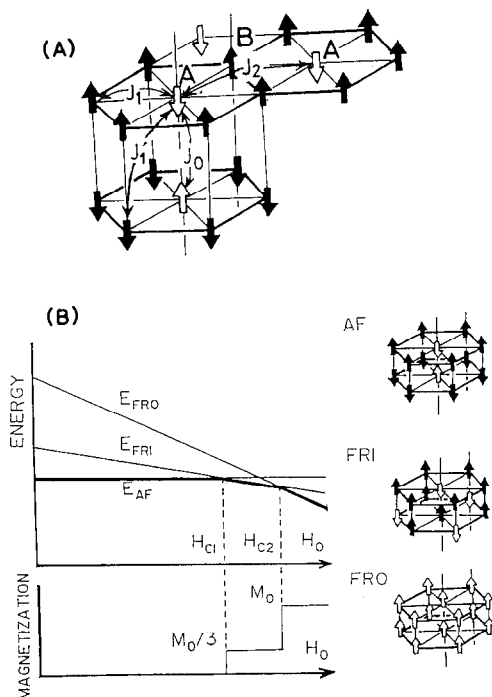 (A)
B
A
J2
J1
A
J1'
J0
(B)
ENERGY
EFRO
EFRI
EAF
HC1
HC2
H0
MAGNETIZATION
M0
M0/3
H0
AF
FRI
FRO